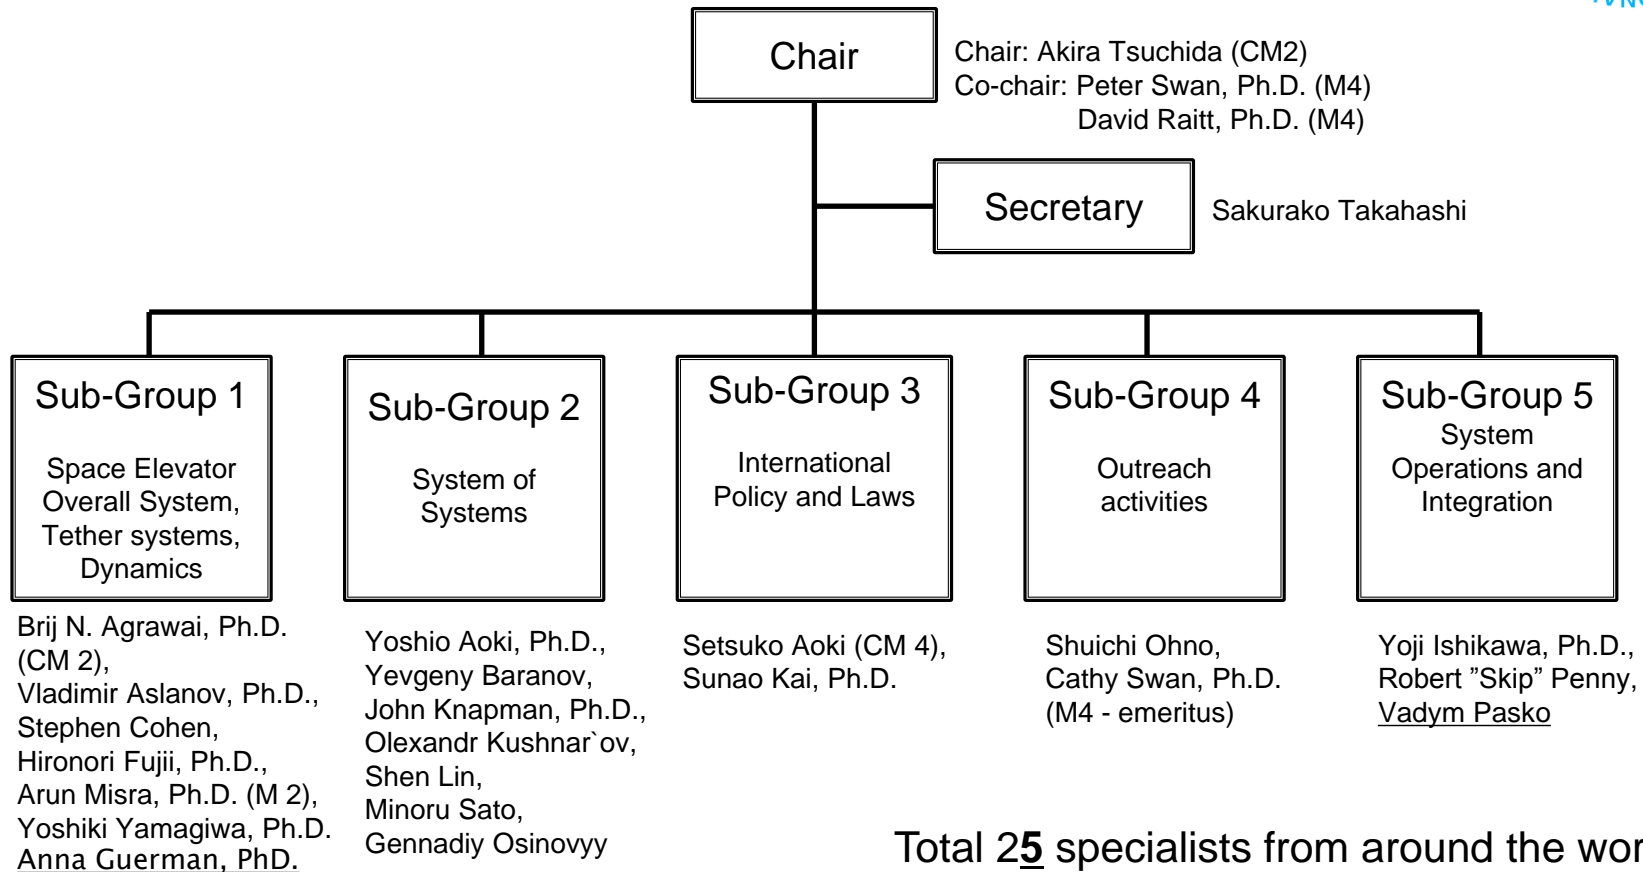 Chair
Chair: Akira Tsuchida (CM2)
Co-chair: Peter Swan, Ph.D. (M4)
David Raitt, Ph.D. (M4)
Secretary
Sakurako Takahashi
Sub-Group 1
Space Elevator
Overall System,
Tether systems,
Dynamics
Brij N. Agrawai, Ph.D.
(CM 2),
Vladimir Aslanov, Ph.D.,
Stephen Cohen,
Hironori Fujii, Ph.D.,
Arun Misra, Ph.D. (M 2),
Yoshiki Yamagiwa, Ph.D.
Anna Guerman, PhD.
Sub-Group 2
System of
Systems
Yoshio Aoki, Ph.D.,
Yevgeny Baranov,
John Knapman, Ph.D.,
Olexandr Kushnar`ov,
Shen Lin,
Minoru Sato,
Gennadiy Osinovyy
Sub-Group 3
International
Policy and Laws
Setsuko Aoki (CM 4),
Sunao Kai, Ph.D.
Sub-Group 4
Outreach
activities
Shuichi Ohno,
Cathy Swan, Ph.D.
(M4 - emeritus)
Sub-Group 5
System
Operations and
Integration
Yoji Ishikawa, Ph.D.,
Robert ”Skip” Penny,
Vadym Pasko
Total 25 specialists from around the wor